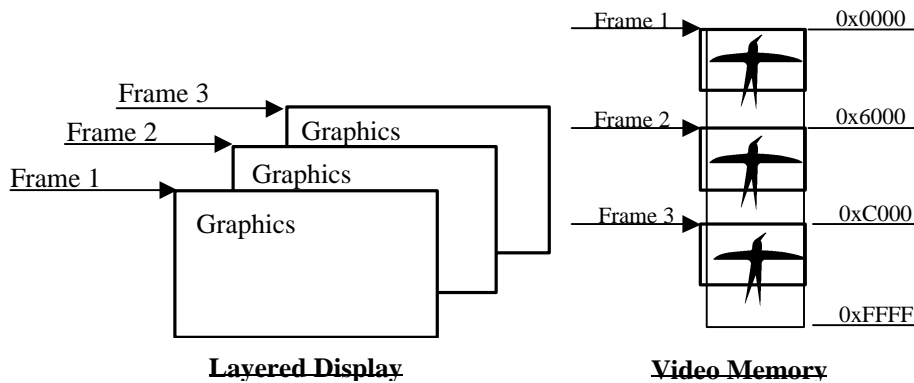 Frame 3
Graphics
Frame 2
Graphics
Frame 1
Graphics
Layered Display
Frame 1
0x0000
Frame 2
0x6000
Frame 3
0xC000
0xFFFF
Video Memory